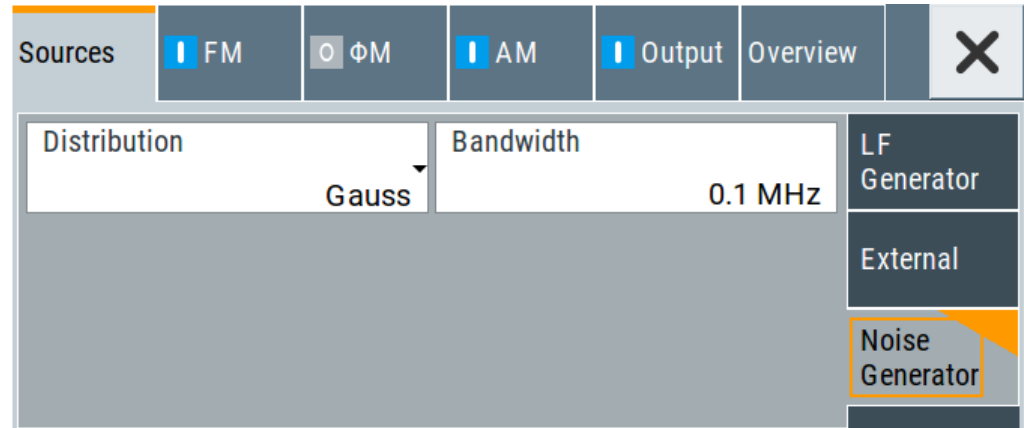 Sources
FM
ΦM
AM
Output
Overview
Distribution
Gauss
Bandwidth
0.1 MHz
LF
Generator
External
Noise
Generator